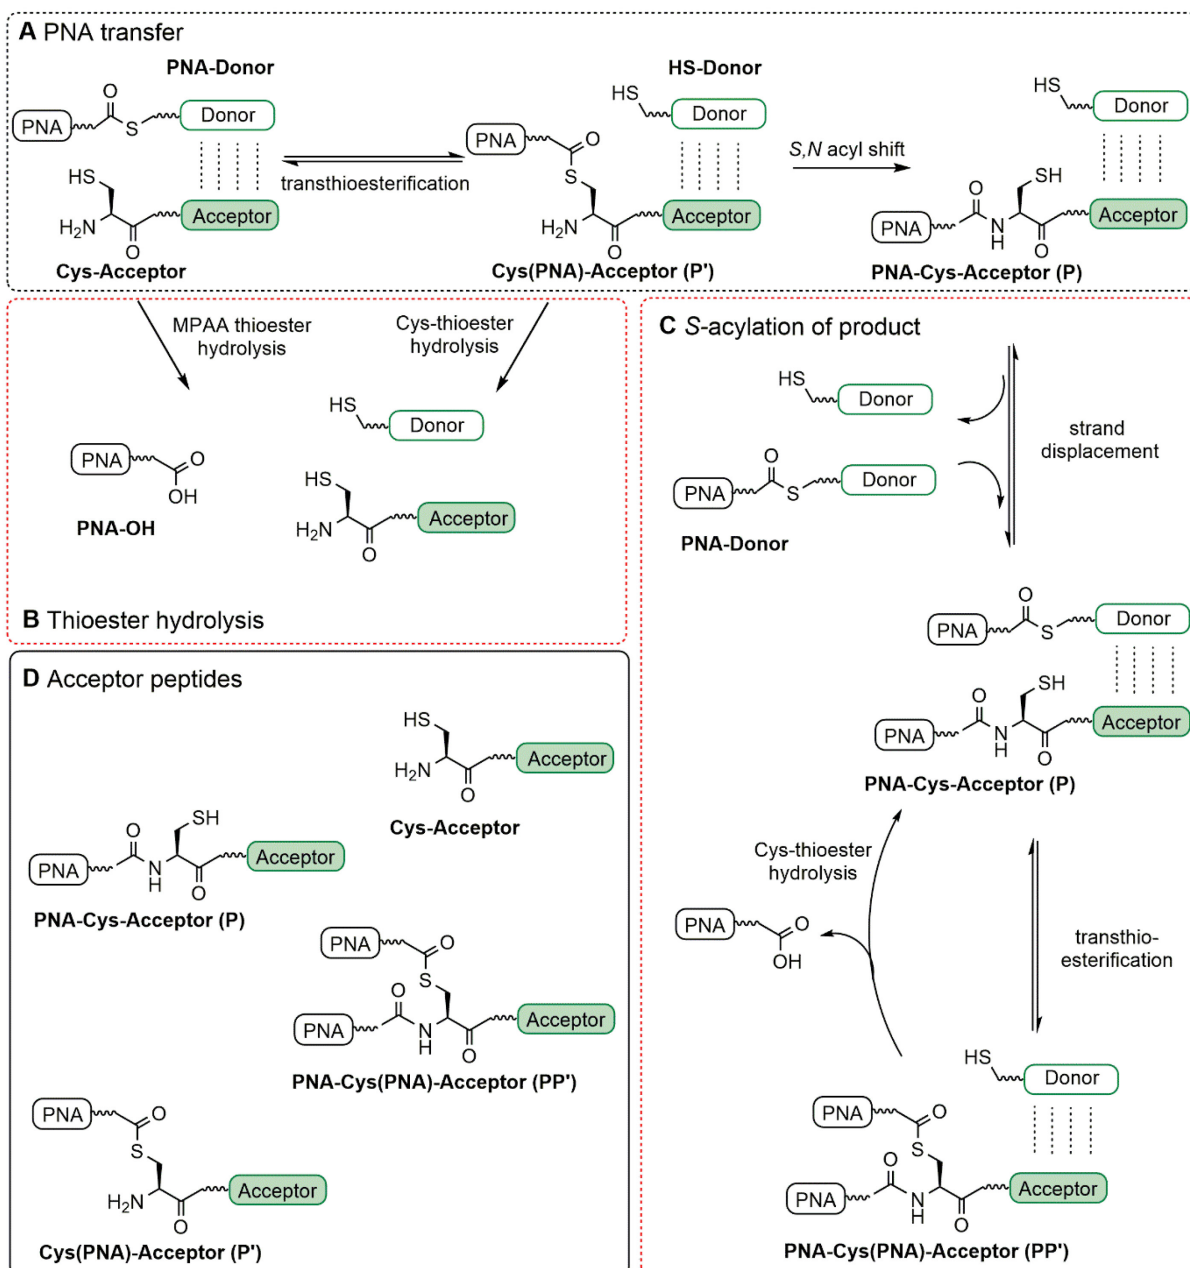 A PNA transfer
PNA-Donor
HS-Donor
O
PNA
S
Donor
HS
H2N
O
Acceptor
Cys-Acceptor
transthioesterification
HS
Donor
PNA
O
S
H2N
O
Acceptor
Cys(PNA)-Acceptor (P')
S,N acyl shift
HS
Donor
O
SH
PNA
N
H
O
Acceptor
PNA-Cys-Acceptor (P)
MPAA thioester
hydrolysis
Cys-thioester
hydrolysis
PNA
O
OH
PNA-OH
HS
Donor
HS
H2N
O
Acceptor
B Thioester hydrolysis
C S-acylation of product
HS
Donor
strand
displacement
O
PNA
S
Donor
PNA-Donor
O
PNA
S
Donor
O
SH
PNA
N
H
O
Acceptor
PNA-Cys-Acceptor (P)
Cys-thioester
hydrolysis
PNA
O
OH
transthio-
esterification
HS
Donor
PNA
O
S
O
PNA
N
H
O
Acceptor
PNA-Cys(PNA)-Acceptor (PP')
D Acceptor peptides
HS
H2N
O
Acceptor
Cys-Acceptor
O
SH
PNA
N
H
O
Acceptor
PNA-Cys-Acceptor (P)
PNA
O
S
O
PNA
N
H
O
Acceptor
PNA-Cys(PNA)-Acceptor (PP')
PNA
O
S
H2N
O
Acceptor
Cys(PNA)-Acceptor (P')